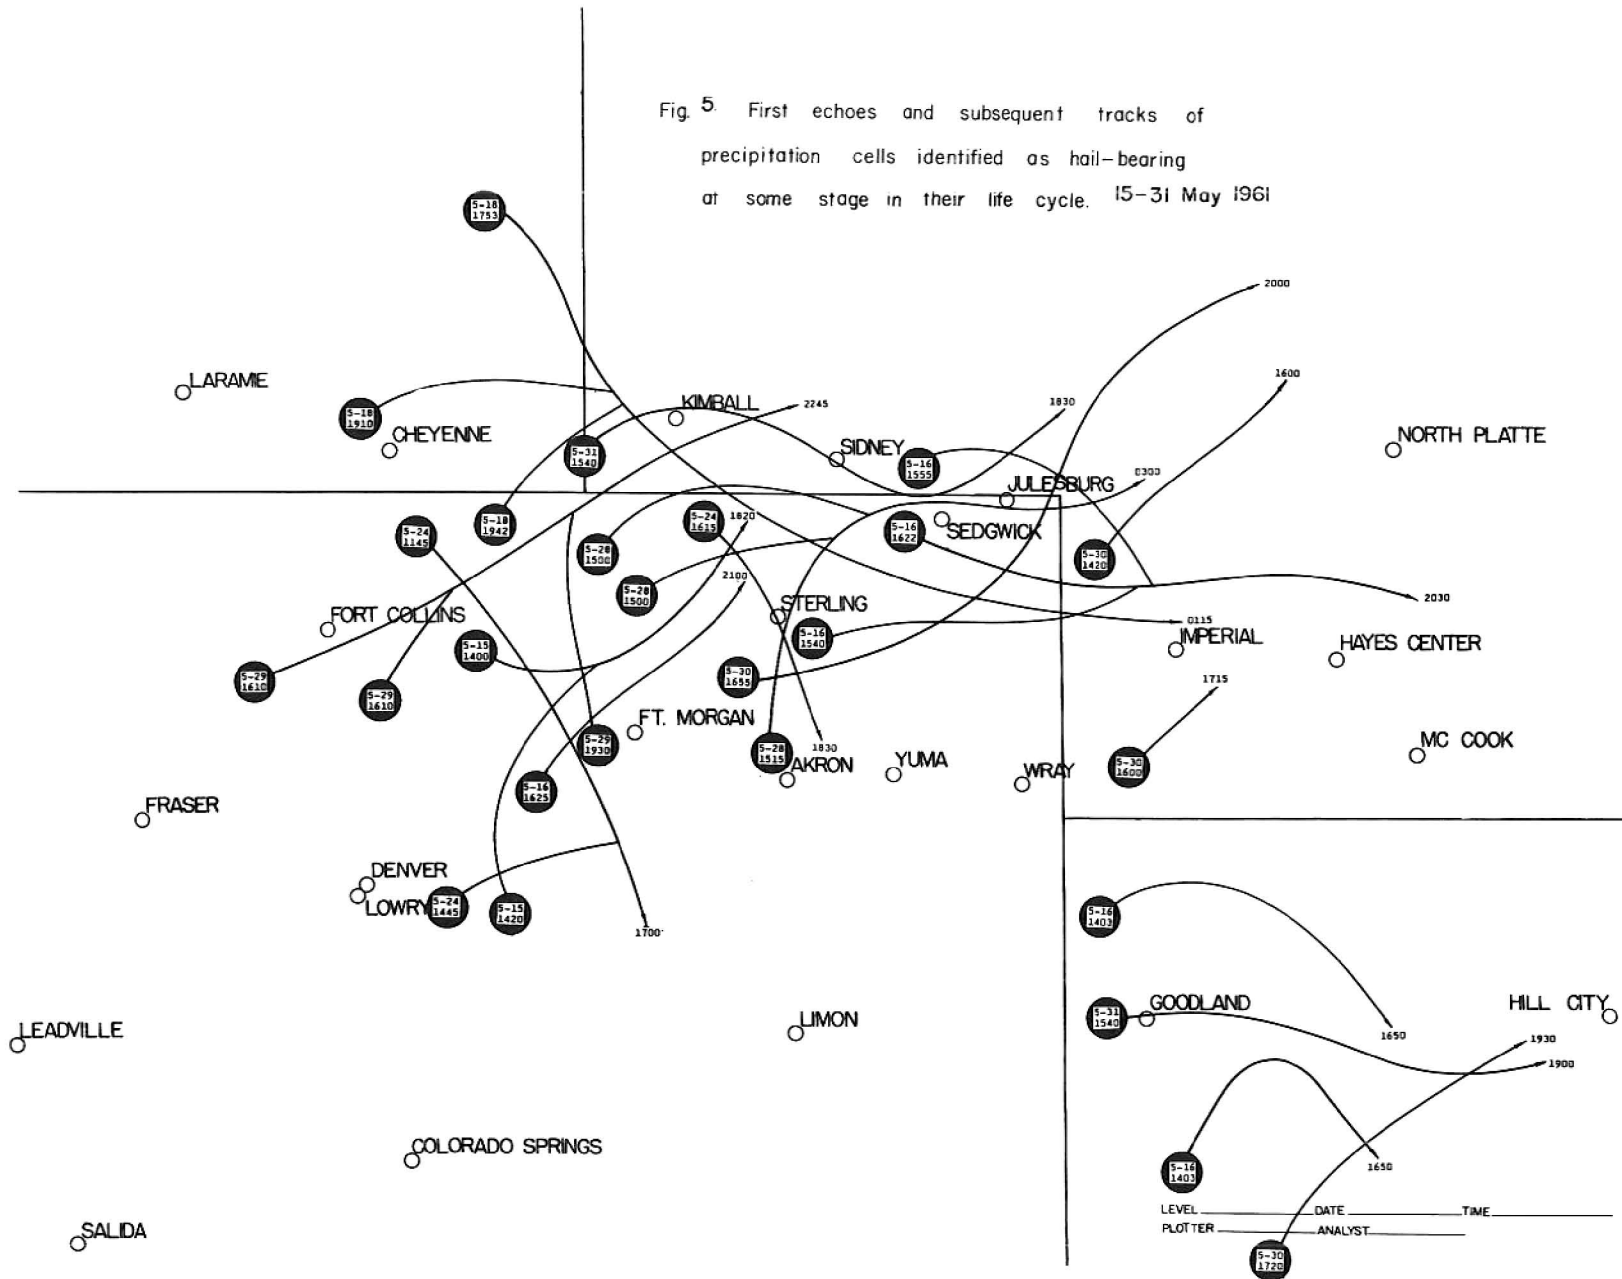 Fig. 5. First echoes and subsequent tracks of
precipitation cells identified as hail-bearing
at some stage in their life cycle. 15-31 May 1961
5-18
1753
2000
LARAMIE
1600
5-18
1910
CHEYENNE
KIMBALL
2245
1830
5-31
1540
SIDNEY
5-16
1555
NORTH PLATTE
JULESBURG
0300
5-18
1942
5-24
1145
5-24
1615
1820
5-16
1622
SEDGWICK
5-28
1500
5-30
1420
5-28
1500
2100
2030
STERLING
0115
FORT COLLINS
5-16
1540
IMPERIAL
HAYES CENTER
5-15
1400
5-29
1610
5-29
1610
5-30
1655
1715
FT. MORGAN
5-29
1930
5-28
1515
1830
AKRON
YUMA
WRAY
5-30
1600
MC COOK
5-16
1625
FRASER
DENVER
LOWRY
5-24
1445
5-15
1420
1700
5-16
1403
LEADVILLE
LIMON
5-31
1540
GOODLAND
HILL CITY
1650
1930
1900
COLORADO SPRINGS
5-16
1403
1650
SALIDA
LEVEL DATE TIME
PLOTTER ANALYST
5-30
1720